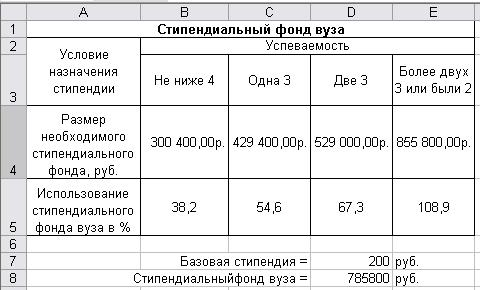 A B C D E
1 Стипендиальный фонд вуза
2 Условие назначения стипендии Успеваемость
3 Не ниже 4 Одна 3 Две 3 Более двух 3 или были 2
4 Размер необходимого стипендиального фонда, руб. 300 400,00р. 429 400,00р. 529 000,00р. 855 800,00р.
5 Использование стипендиального фонда вуза в % 38,2 54,6 67,3 108,9
6
7 Базовая стипендия = 200 руб.
8 Стипендиальныйфонд вуза = 785800 руб.